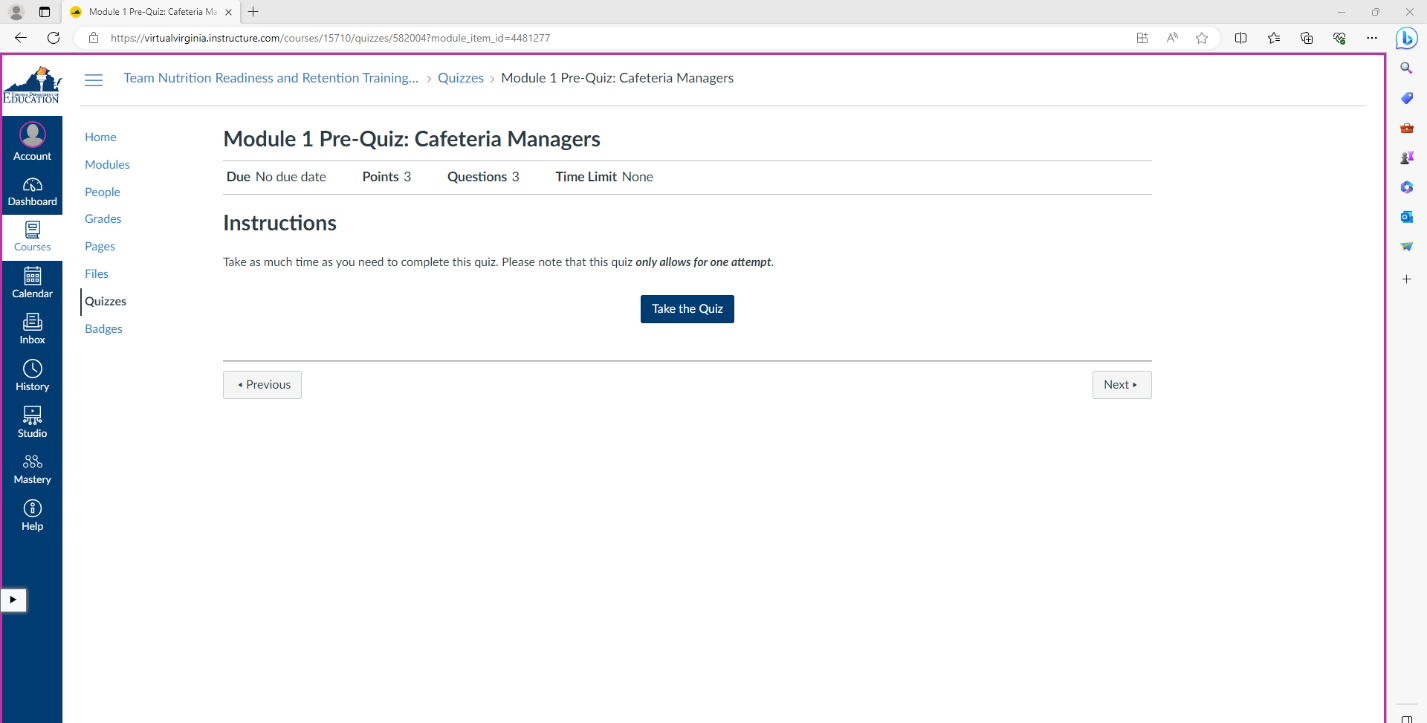 Module 1 Pre-Quiz: Cafeteria Ma
https://virtualvirginia.instructure.com/courses/15710/quizzes/582004?module_item_id=4481277
VIRGINIA DEPARTMENT OF
EDUCATION
Team Nutrition Readiness and Retention Training... › Quizzes › Module 1 Pre-Quiz: Cafeteria Managers
Account
Dashboard
Courses
Calendar
Inbox
History
Studio
Mastery
Help
Home
Modules
People
Grades
Pages
Files
Quizzes
Badges
Module 1 Pre-Quiz: Cafeteria Managers
Due No due date Points 3 Questions 3 Time Limit None
Instructions
Take as much time as you need to complete this quiz. Please note that this quiz only allows for one attempt.
Take the Quiz
Previous
Next